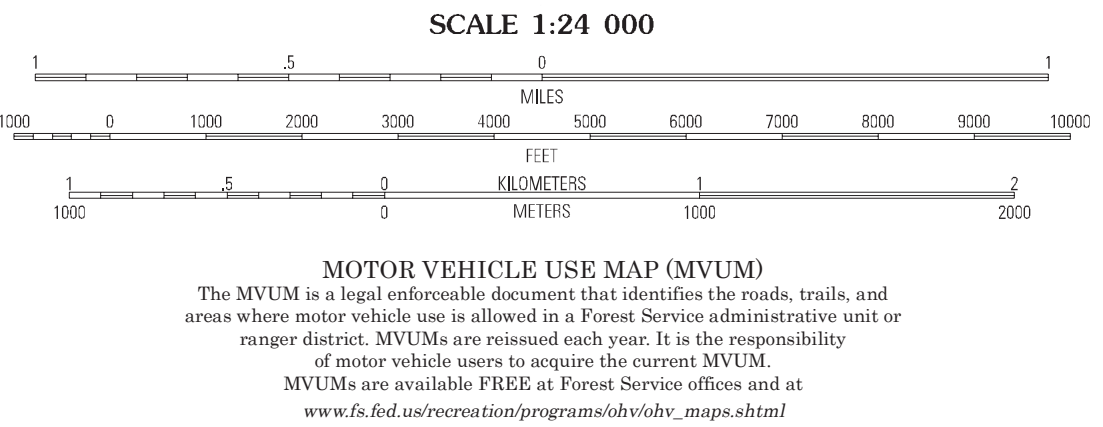 SCALE 1:24 000
1 .5 0 1
MILES
1000 0 1000 2000 3000 4000 5000 6000 7000 8000 9000 10000
FEET
1 .5 0 KILOMETERS 1 2
1000 0 METERS 1000 2000
MOTOR VEHICLE USE MAP (MVUM)
The MVUM is a legal enforceable document that identifies the roads, trails, and
areas where motor vehicle use is allowed in a Forest Service administrative unit or
ranger district. MVUMs are reissued each year. It is the responsibility
of motor vehicle users to acquire the current MVUM.
MVUMs are available FREE at Forest Service offices and at
www.fs.fed.us/recreation/programs/ohv/ohv_maps.shtml